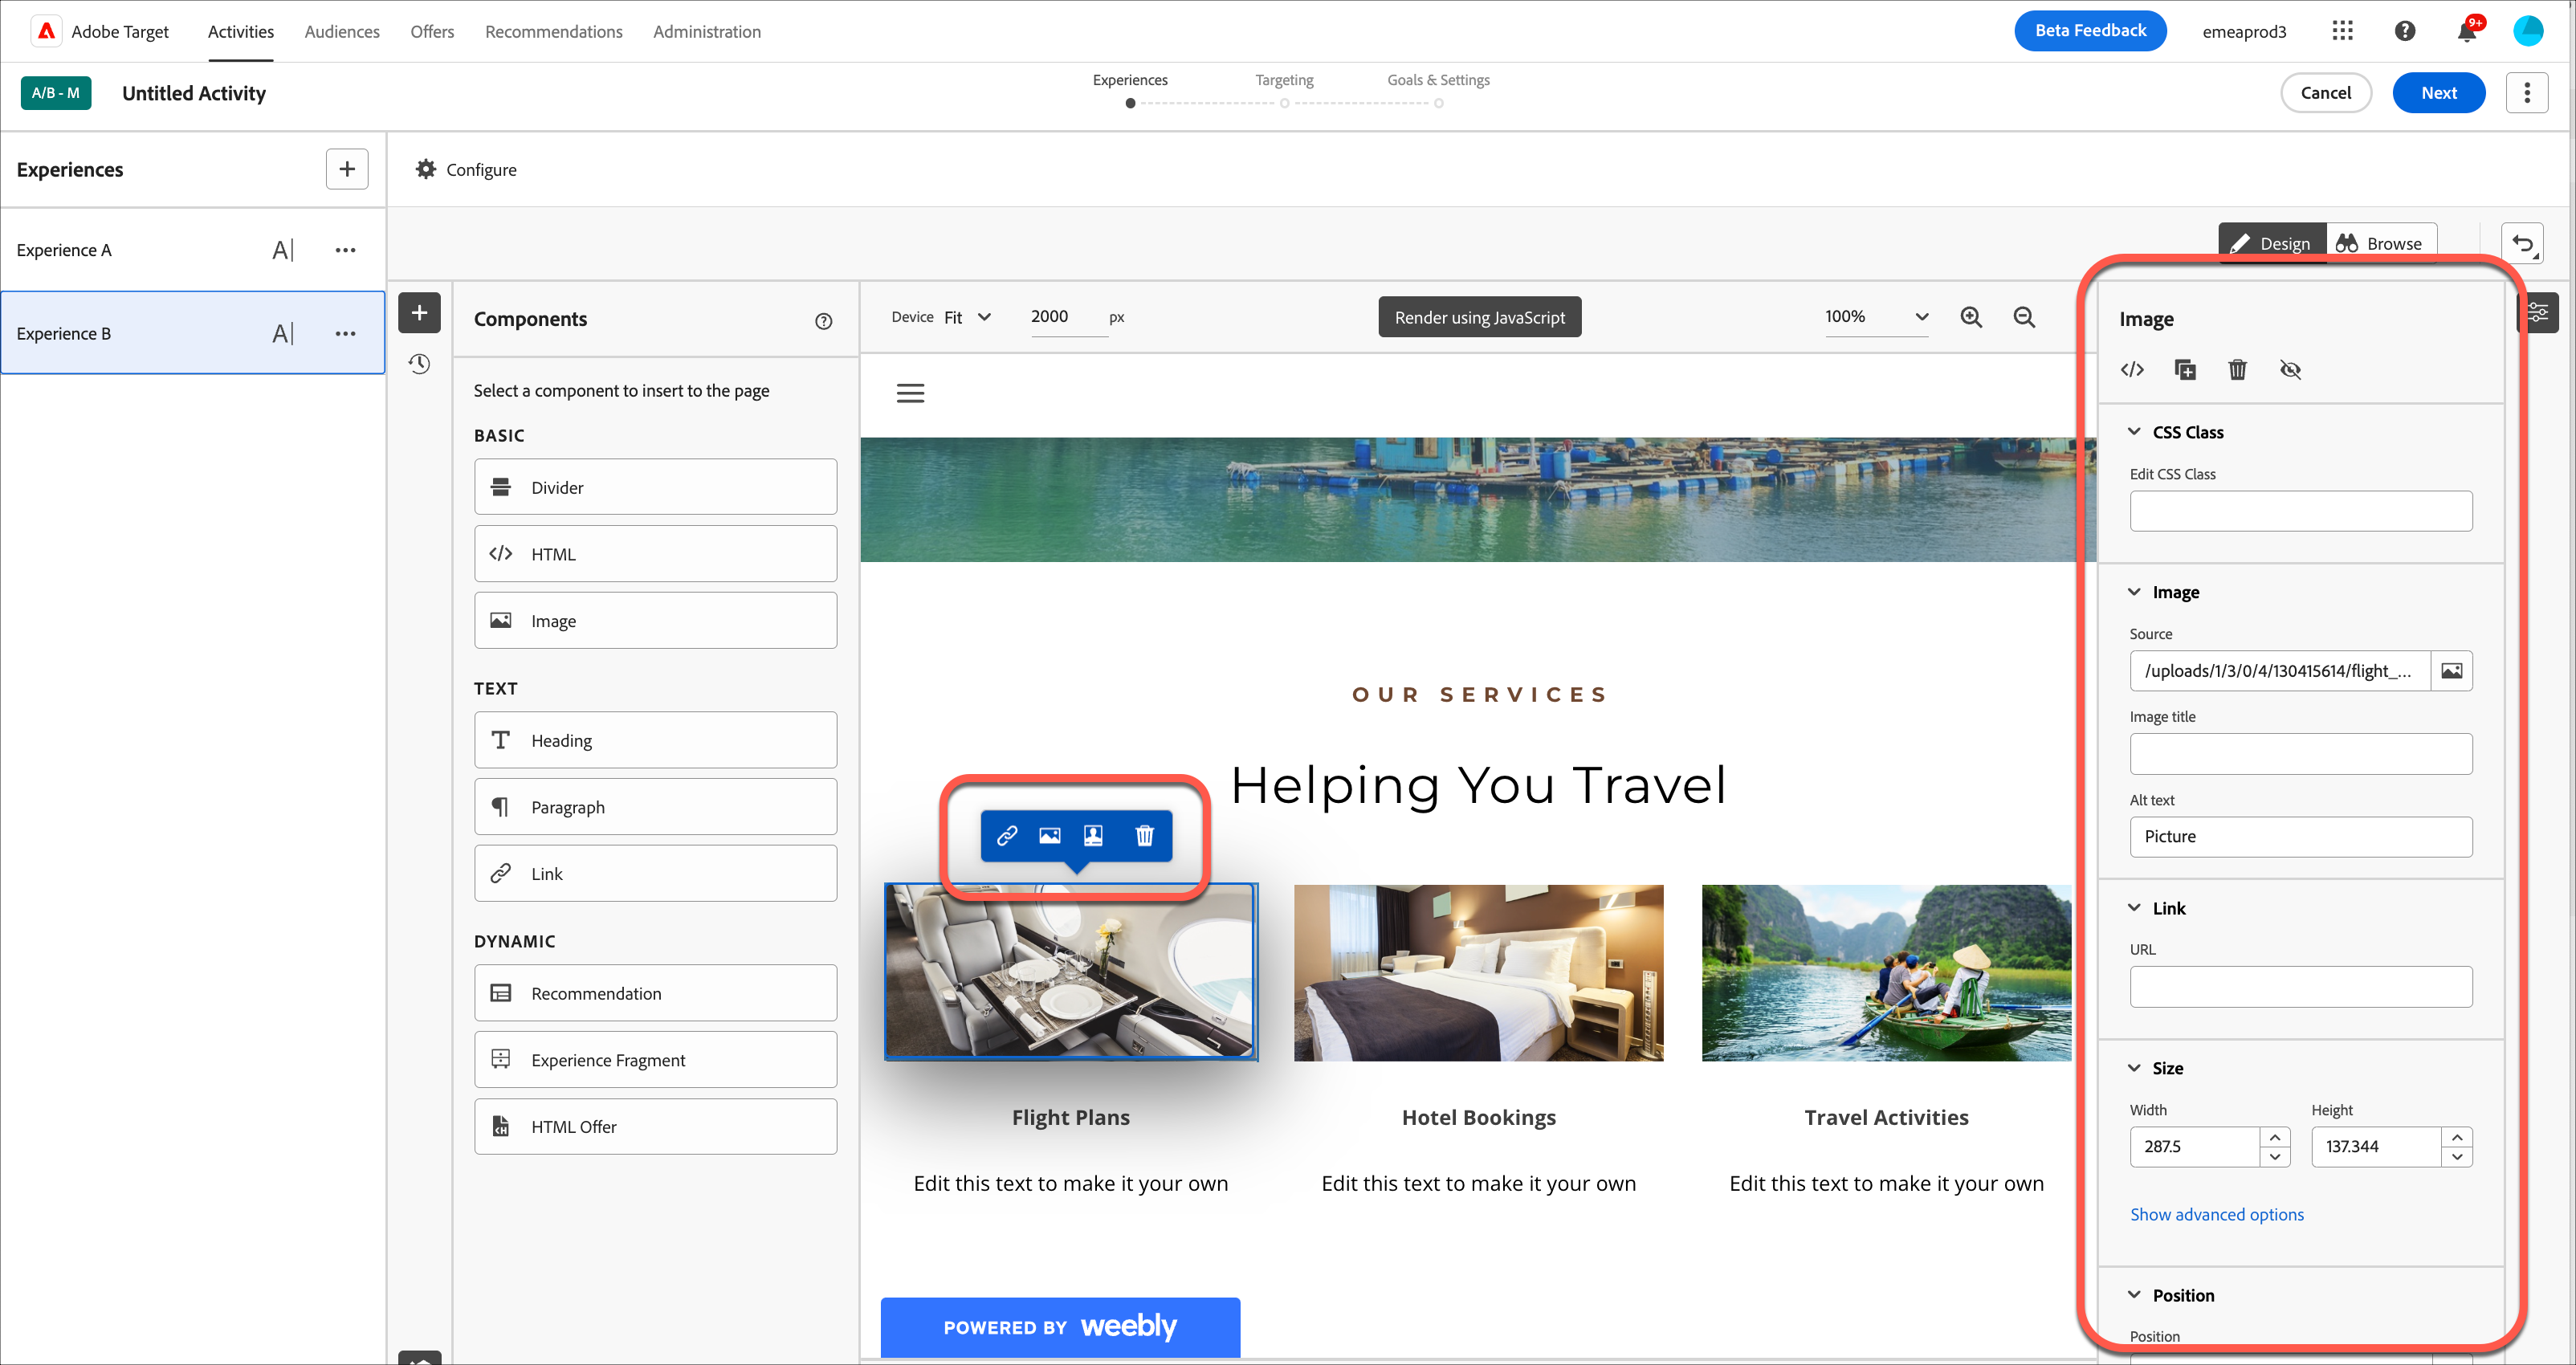 Adobe Target
Activities
Audiences
Offers
Recommendations
Administration
Beta Feedback
emeaprod3
9+
A/B - M
Untitled Activity
Experiences
Targeting
Goals & Settings
Cancel
Next
Experiences
Configure
Experience A
A
Experience B
A
Design
Browse
Components
Select a component to insert to the page
BASIC
Divider
HTML
Image
TEXT
Heading
Paragraph
Link
DYNAMIC
Recommendation
Experience Fragment
HTML Offer
Device
Fit
2000
px
Render using JavaScript
100%
OUR SERVICES
Helping You Travel
Flight Plans
Hotel Bookings
Travel Activities
Edit this text to make it your own
Edit this text to make it your own
Edit this text to make it your own
POWERED BY weebly
Image
CSS Class
Edit CSS Class
Image
Source
/uploads/1/3/0/4/130415614/flight_...
Image title
Alt text
Picture
Link
URL
Size
Width
Height
287.5
137.344
Show advanced options
Position
Position